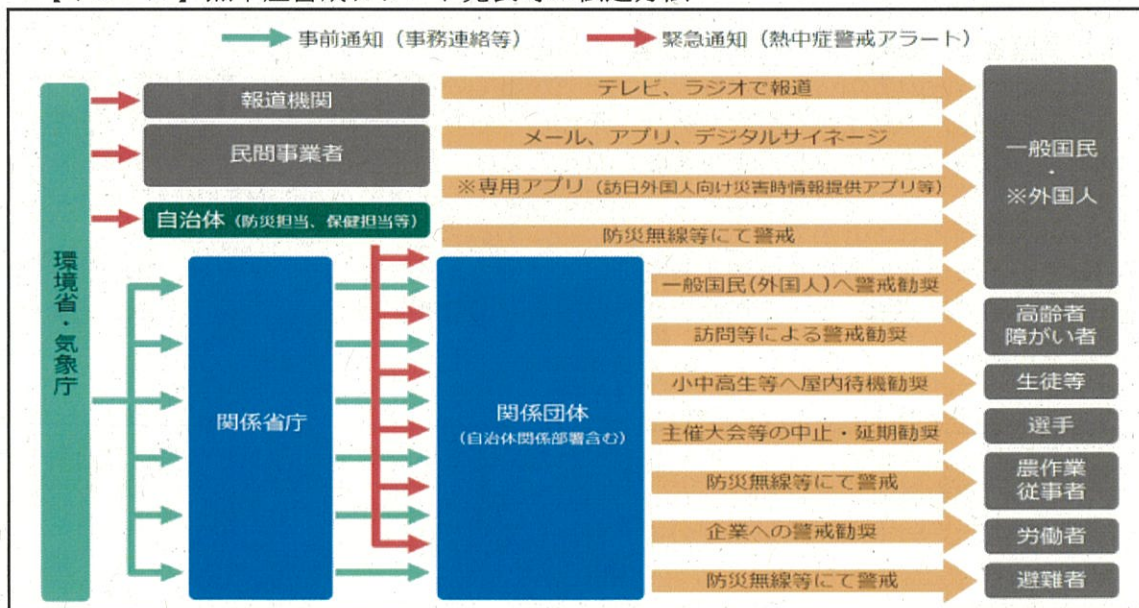 事前通知（事務連絡等）
緊急通知（熱中症警戒アラート）
環境省・気象庁
報道機関
民間事業者
自治体（防災担当、保健担当等）
関係省庁
関係団体
（自治体関係部署含む）
テレビ、ラジオで報道
メール、アプリ、デジタルサイネージ
※専用アプリ（訪日外国人向け災害時情報提供アプリ等）
防災無線等にて警戒
一般国民(外国人)へ警戒勧奨
訪問等による警戒勧奨
小中高生等へ屋内待機勧奨
主催大会等の中止・延期勧奨
防災無線等にて警戒
企業への警戒勧奨
防災無線等にて警戒
一般国民
・
※外国人
高齢者
障がい者
生徒等
選手
農作業
従事者
労働者
避難者